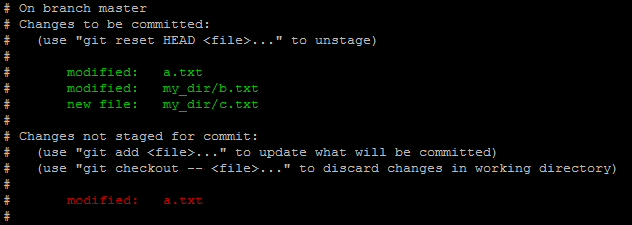 # On branch master
# Changes to be committed:
#   (use "git reset HEAD <file>..." to unstage)
#
#       modified:   a.txt
#       modified:   my_dir/b.txt
#       new file:   my_dir/c.txt
#
# Changes not staged for commit:
#   (use "git add <file>..." to update what will be committed)
#   (use "git checkout -- <file>..." to discard changes in working directory)
#
#       modified:   a.txt
#